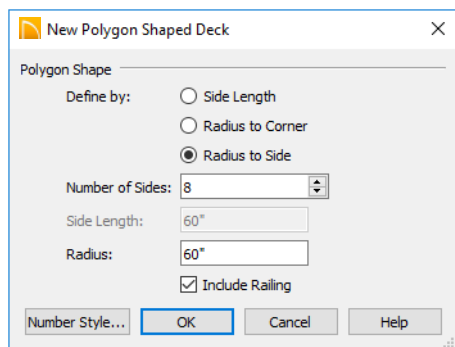 New Polygon Shaped Deck
Polygon Shape
Define by: Side Length
Radius to Corner
Radius to Side
Number of Sides: 8
Side Length: 60"
Radius: 60"
Include Railing
Number Style... OK Cancel Help